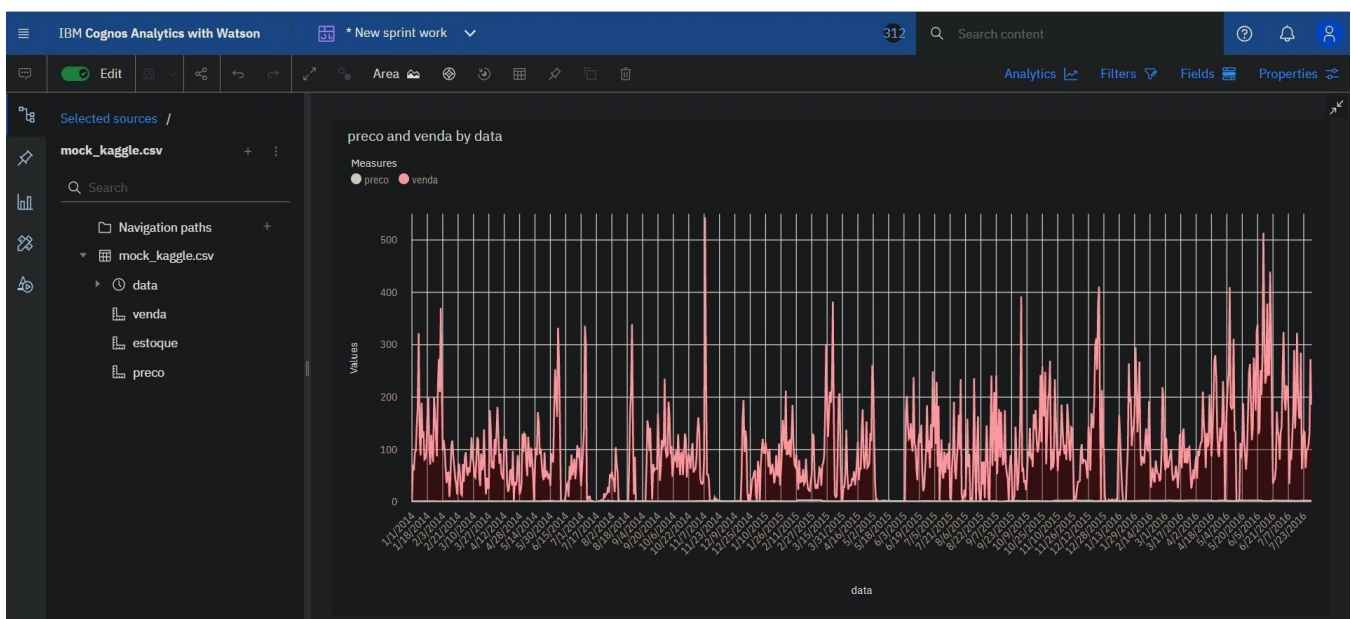 IBM Cognos Analytics with Watson
* New sprint work
312
Search content
Edit
Area
Analytics
Filters
Fields
Properties
Selected sources /
mock_kaggle.csv
Search
Navigation paths
mock_kaggle.csv
data
venda
estoque
preco
preco and venda by data
Measures
preco venda
Values
500
400
300
200
100
0
1/1/2014 1/18/2014 2/3/2014 2/21/2014 3/10/2014 3/27/2014 4/12/2014 4/28/2014 5/14/2014 5/30/2014 6/15/2014 7/1/2014 7/17/2014 8/2/2014 8/18/2014 9/4/2014 9/20/2014 10/6/2014 10/22/2014 11/7/2014 11/23/2014 12/9/2014 12/25/2014 1/10/2015 1/26/2015 2/11/2015 2/27/2015 3/15/2015 3/31/2015 4/16/2015 5/2/2015 5/18/2015 6/3/2015 6/19/2015 7/5/2015 7/21/2015 8/6/2015 8/22/2015 9/7/2015 9/23/2015 10/9/2015 10/25/2015 11/10/2015 11/26/2015 12/12/2015 12/28/2015 1/13/2016 1/29/2016 2/14/2016 3/1/2016 3/17/2016 4/2/2016 4/18/2016 5/4/2016 5/20/2016 6/5/2016 6/21/2016 7/7/2016 7/23/2016
data